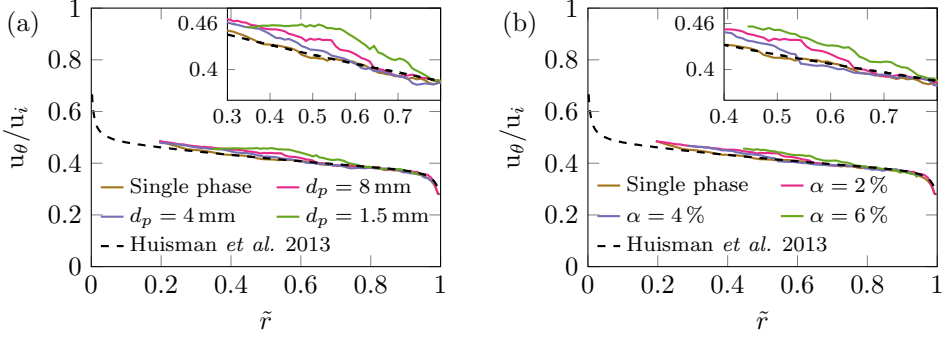 (a)
u_θ/u_i
1
0.8
0.6
0.4
0.2
0
0 0.2 0.4 0.6 0.8 1
r̃
0.46
0.4
0.3 0.4 0.5 0.6 0.7
Single phase
d_p = 8 mm
d_p = 4 mm
d_p = 1.5 mm
Huisman et al. 2013
(b)
u_θ/u_i
1
0.8
0.6
0.4
0.2
0
0 0.2 0.4 0.6 0.8 1
r̃
0.46
0.4
0.4 0.5 0.6 0.7
Single phase
α = 2 %
α = 4 %
α = 6 %
Huisman et al. 2013